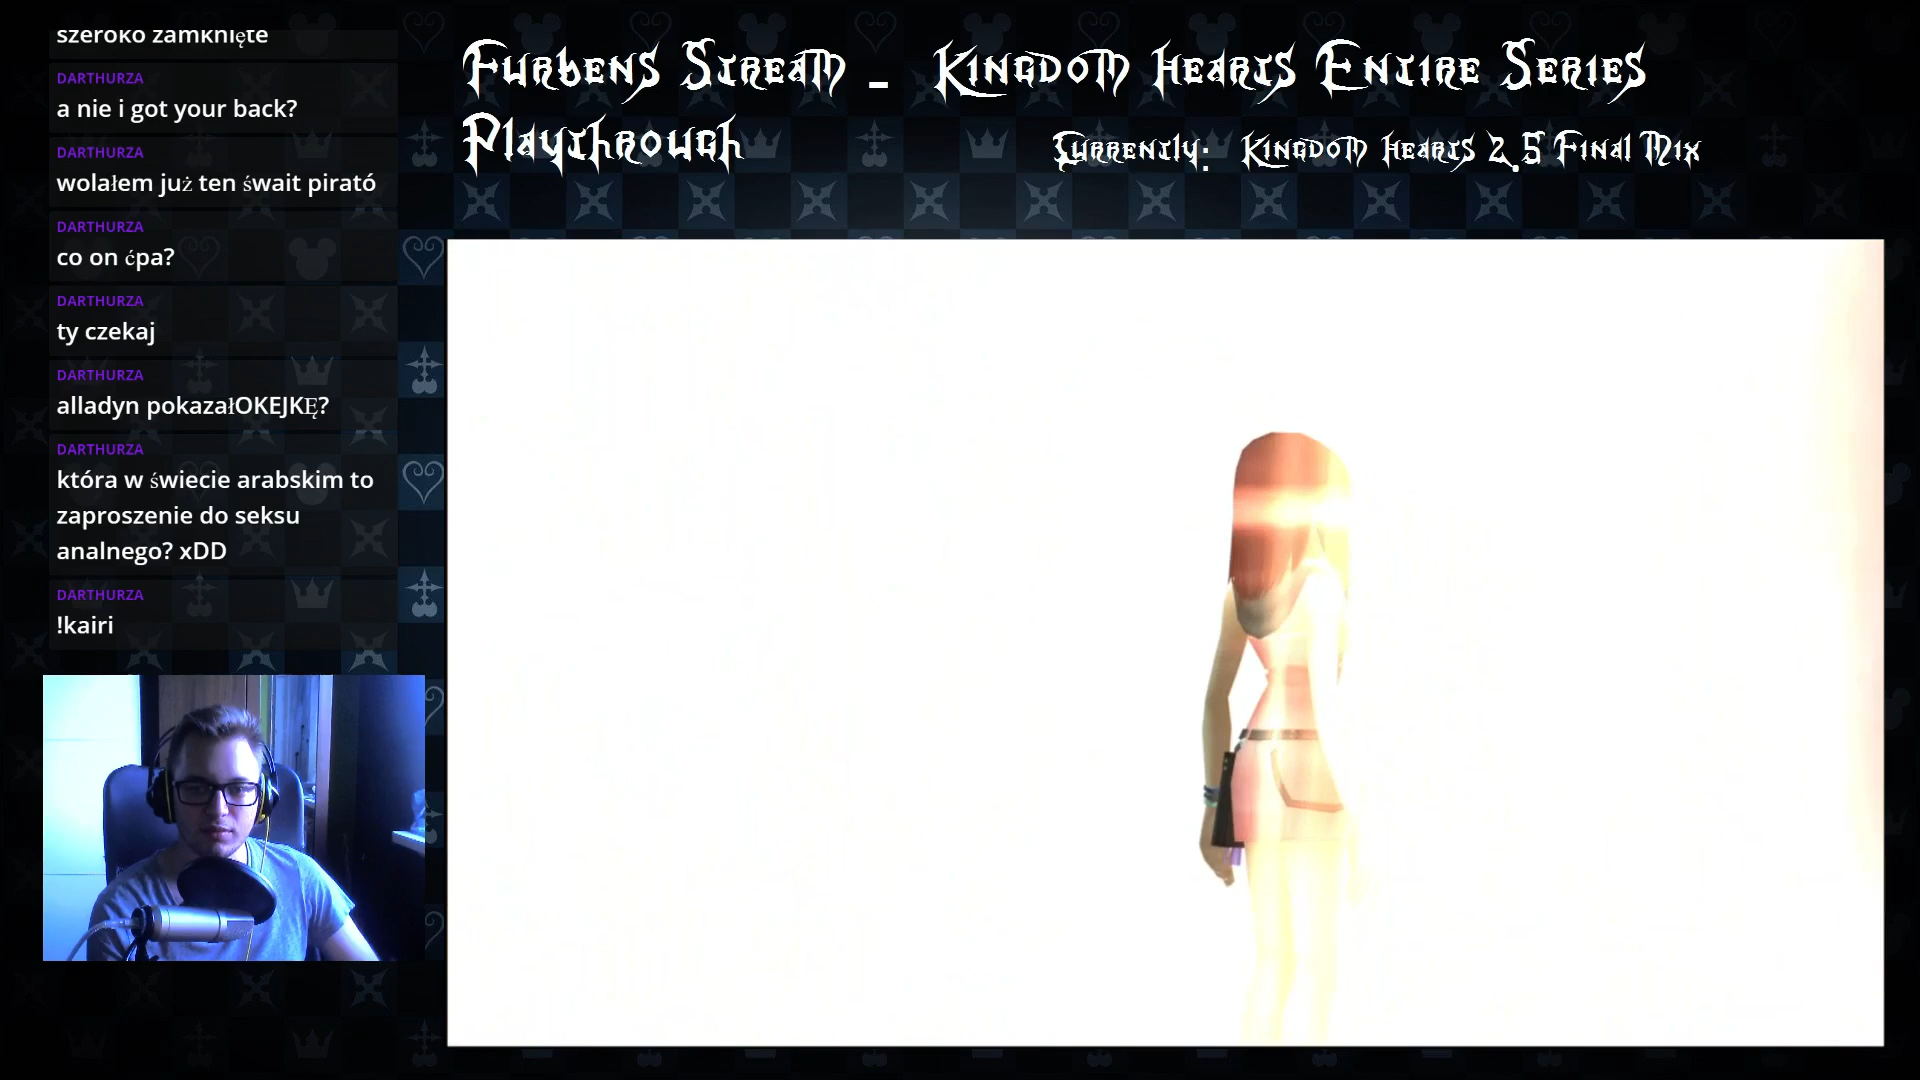 szeroko zamknięte
DARTHURZA
a nie i got your back?
DARTHURZA
wolałem już ten śwait pirató
DARTHURZA
co on ćpa?
DARTHURZA
ty czekaj
DARTHURZA
alladyn pokazałOKEJKĘ?
DARTHURZA
która w świecie arabskim to
zaproszenie do seksu
analnego? xDD
DARTHURZA
!kairi
Furbens Stream - Kingdom Hearts Entire Series
Playthrough
Currently: Kingdom Hearts 2.5 Final Mix